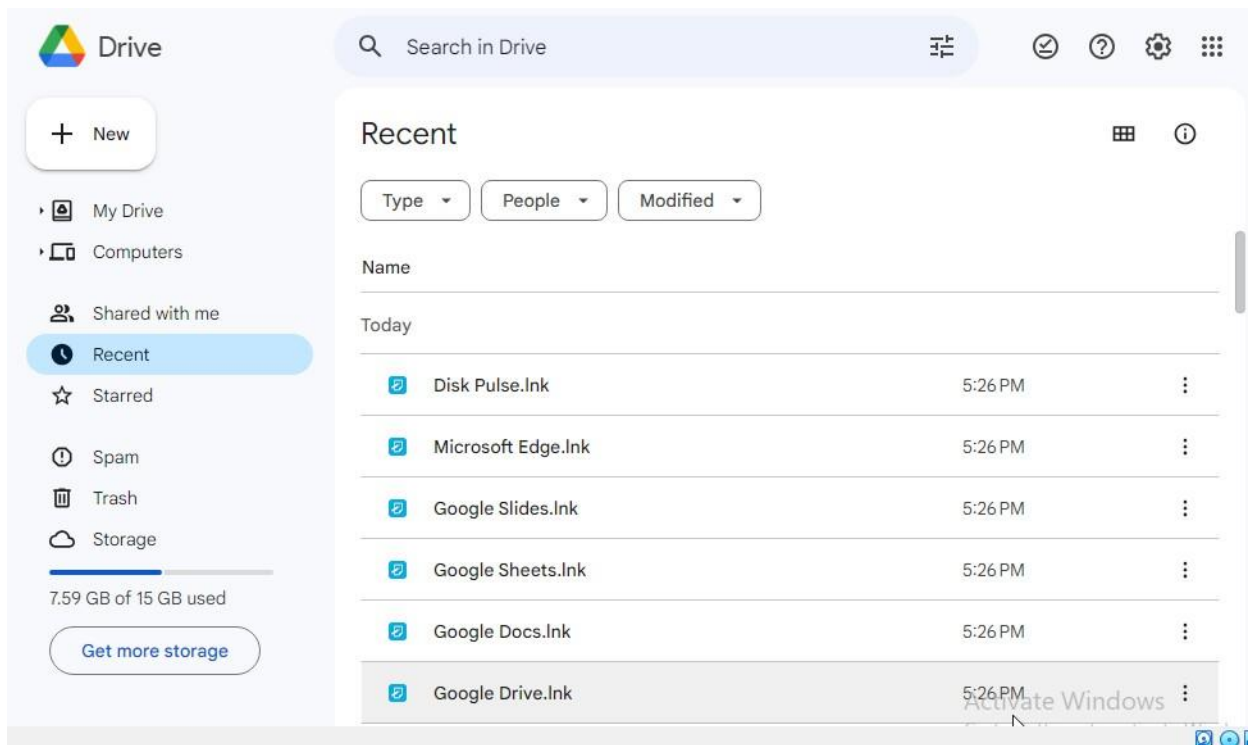 Drive
Search in Drive
New
My Drive
Computers
Shared with me
Recent
Starred
Spam
Trash
Storage
7.59 GB of 15 GB used
Get more storage
Recent
Type People Modified
Name
Today
Disk Pulse.lnk 5:26 PM
Microsoft Edge.lnk 5:26 PM
Google Slides.lnk 5:26 PM
Google Sheets.lnk 5:26 PM
Google Docs.lnk 5:26 PM
Google Drive.lnk 5:26 PM
Activate Windows